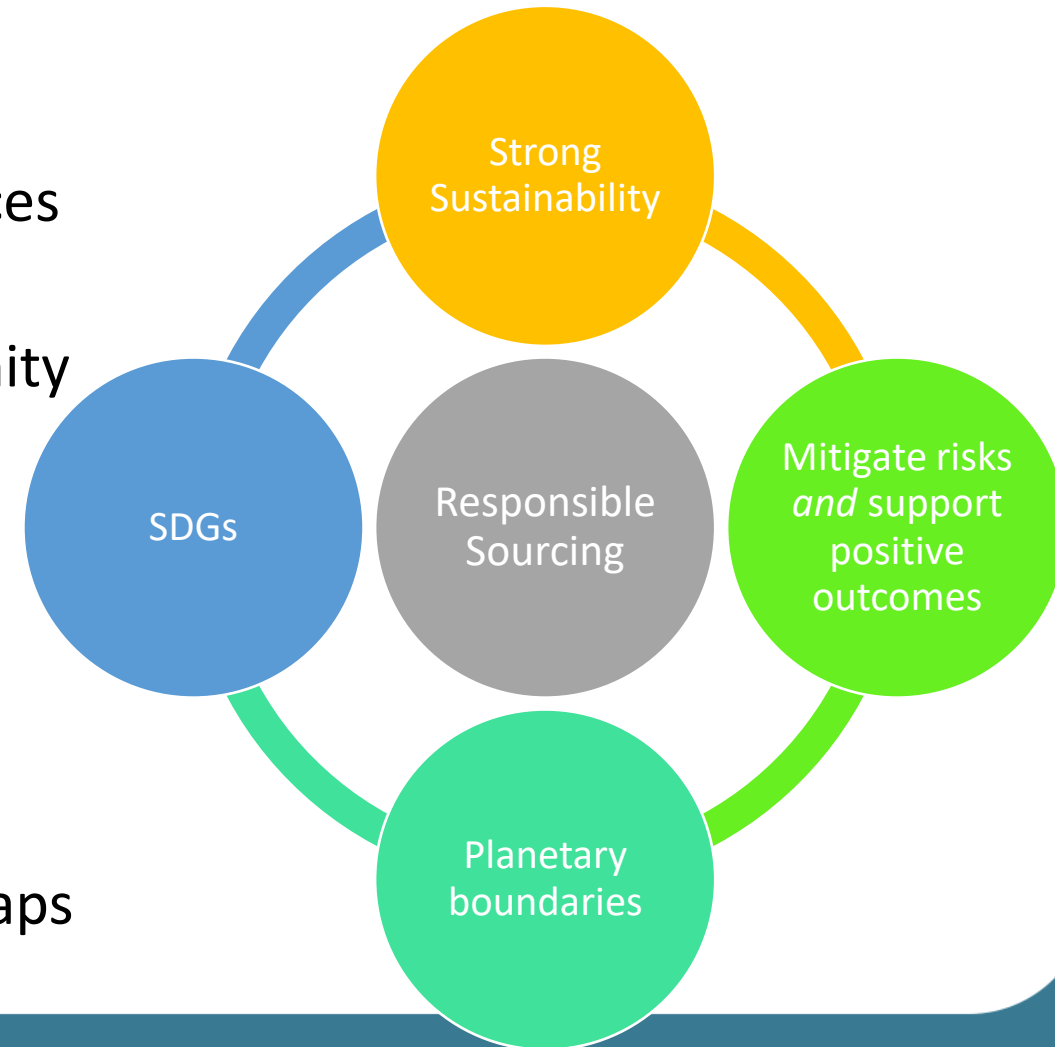 Strong
Sustainability
SDGs
Responsible
Sourcing
Mitigate risks
and support
positive
outcomes
Planetary
boundaries